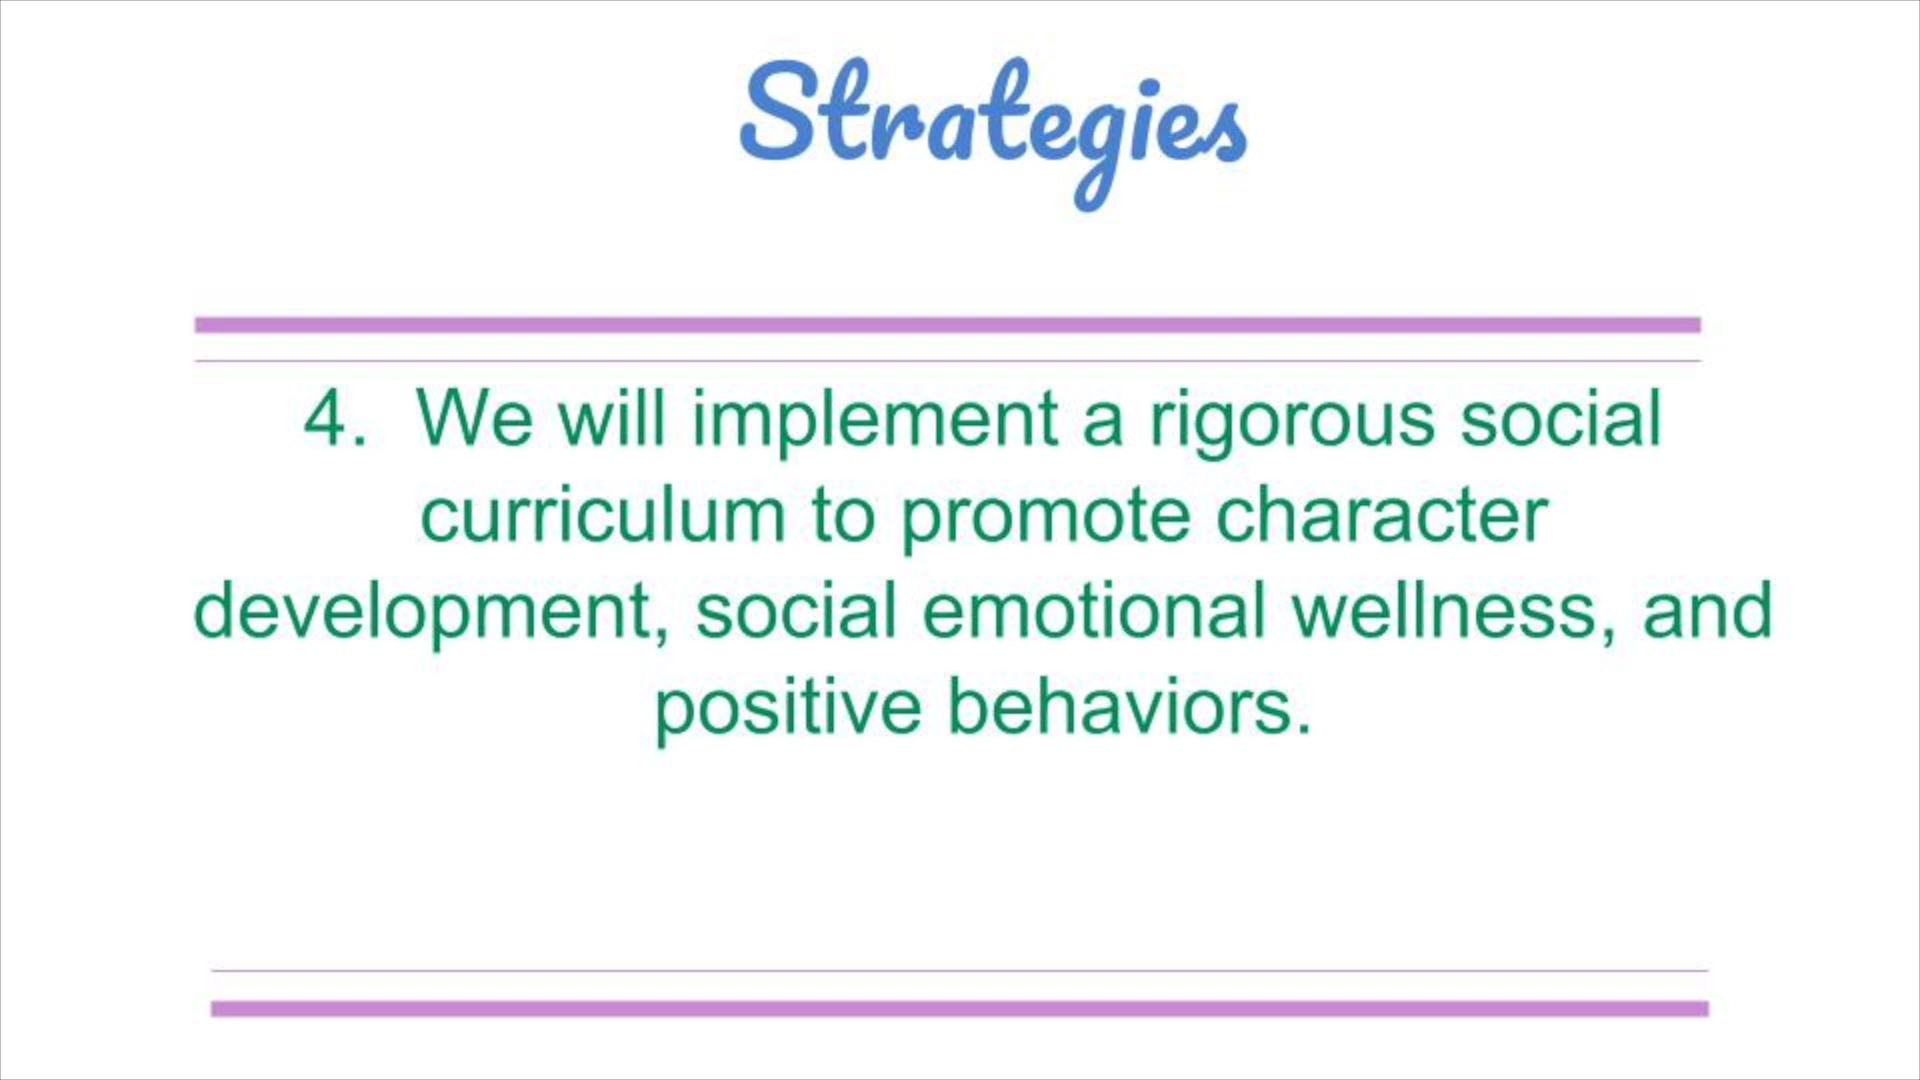 Strategies
4. We will implement a rigorous social
curriculum to promote character
development, social emotional wellness, and
positive behaviors.